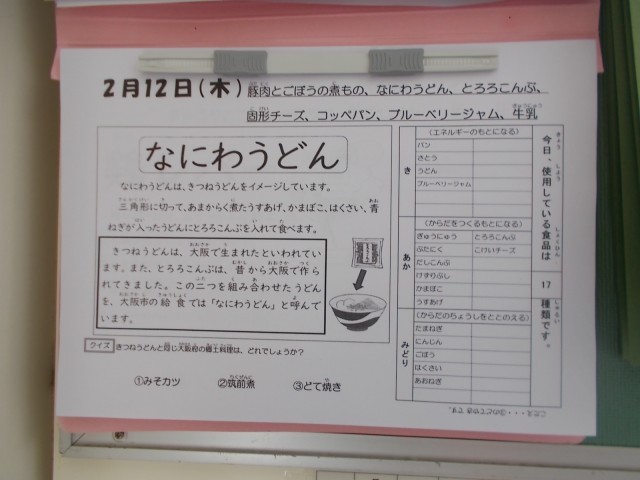 2月12日(木) 豚肉とごぼうの煮もの、なにわうどん、とろろこんぶ、
固形チーズ、コッペパン、ブルーベリージャム、牛乳
なにわうどん
なにわうどんは、きつねうどんをイメージしています。
三角形に切って、あまからく煮たうすあげ、かまぼこ、はくさい、青
ねぎが入ったうどんにとろろこんぶを入れて食べます。
きつねうどんは、大阪で生まれたといわれてい
ます。また、とろろこんぶは、昔から大阪で作ら
れてきました。この二つを組み合わせたうどん
を、大阪市の給食では「なにわうどん」と呼んで
います。
クイズ きつねうどんと同じ大阪府の郷土料理は、どれでしょうか?
①みそカツ ②筑前煮 ③どて焼き
今日、使用している食品は
17
種類です。
き
(エネルギーのもとになる)
パン
さとう
うどん
ブルーベリージャム
あか
(からだをつくるもとになる)
ぎゅうにゅう とろろこんぶ
ぶたにく こけいチーズ
だしこんぶ
けずりぶし
かまぼこ
うすあげ
みどり
(からだのちょうしをととのえる)
たまねぎ
にんじん
ごぼう
はくさい
あおねぎ
こたえ・・・③のどてやき です。